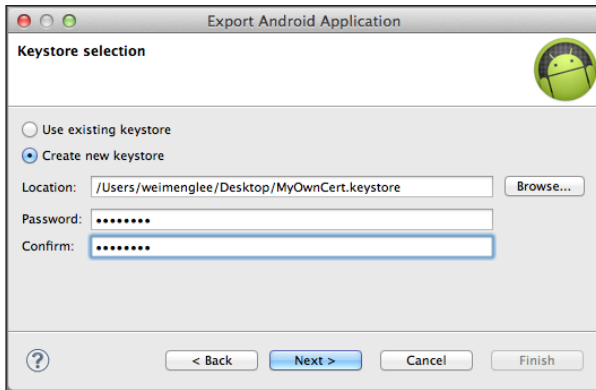 Export Android Application
Keystore selection
Use existing keystore
Create new keystore
Location: /Users/weimenglee/Desktop/MyOwnCert.keystore Browse...
Password: ••••••••
Confirm: ••••••••
? < Back Next > Cancel Finish